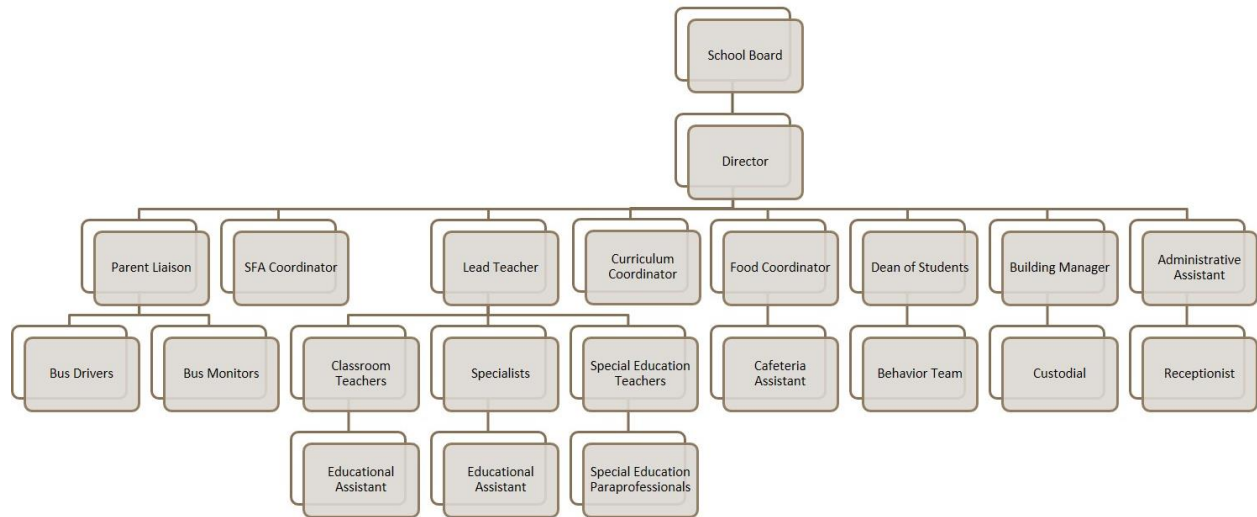 School Board
Director
Parent Liaison
SFA Coordinator
Lead Teacher
Curriculum
Coordinator
Food Coordinator
Dean of Students
Building Manager
Administrative
Assistant
Bus Drivers
Bus Monitors
Classroom
Teachers
Specialists
Special Education
Teachers
Cafeteria
Assistant
Behavior Team
Custodial
Receptionist
Educational
Assistant
Educational
Assistant
Special Education
Paraprofessionals